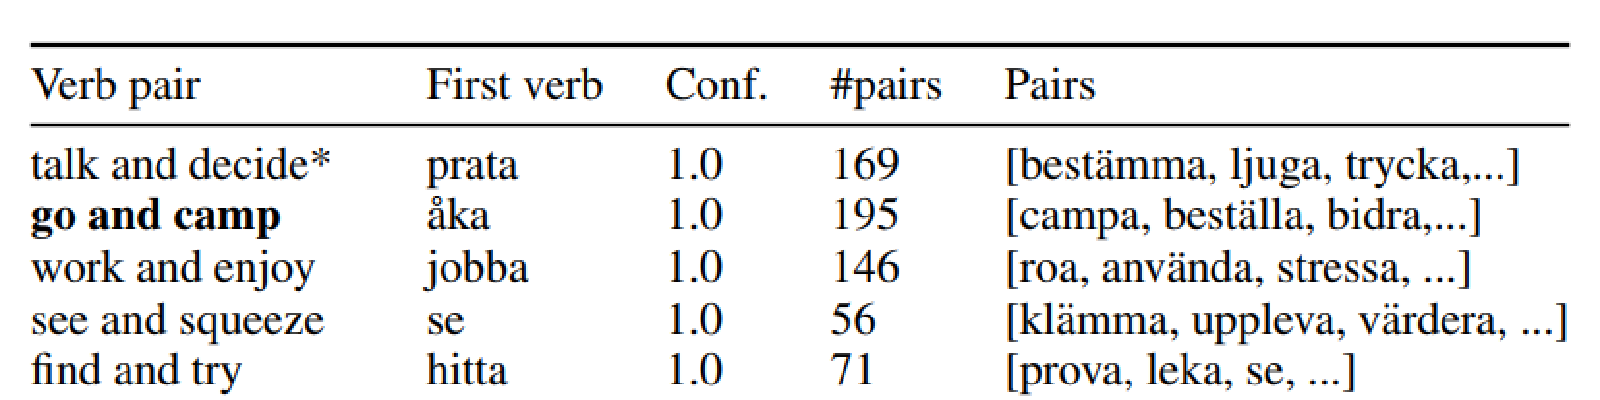 Verb pair First verb Conf. #pairs Pairs
talk and decide* prata 1.0 169 [bestämma, ljuga, trycka,...]
go and camp åka 1.0 195 [campa, beställa, bidra,...]
work and enjoy jobba 1.0 146 [roa, använda, stressa, ...]
see and squeeze se 1.0 56 [klämma, uppleva, värdera, ...]
find and try hitta 1.0 71 [prova, leka, se, ...]